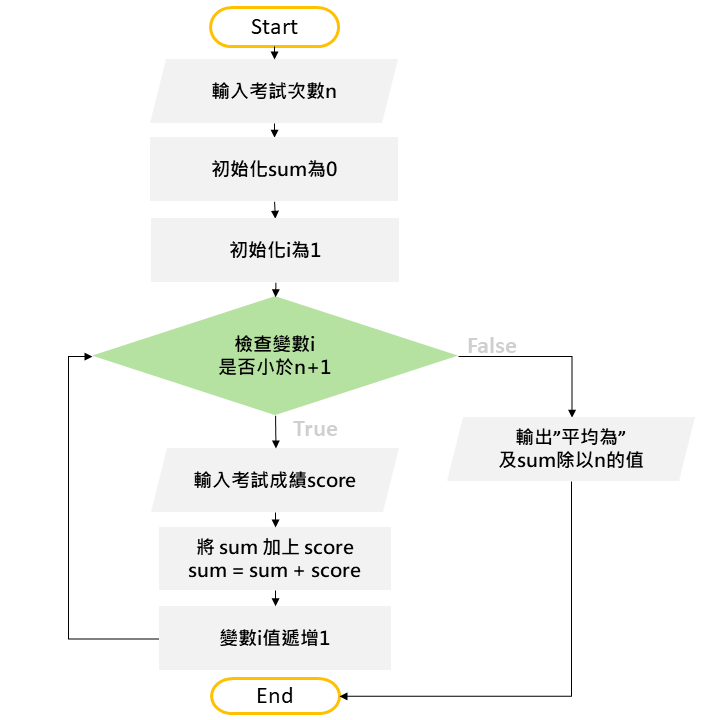 Start
輸入考試次數n
初始化sum為0
初始化i為1
檢查變數i
是否小於n+1
False
True
輸出”平均為”
及sum除以n的值
輸入考試成績score
將 sum 加上 score
sum = sum + score
變數i值遞增1
End